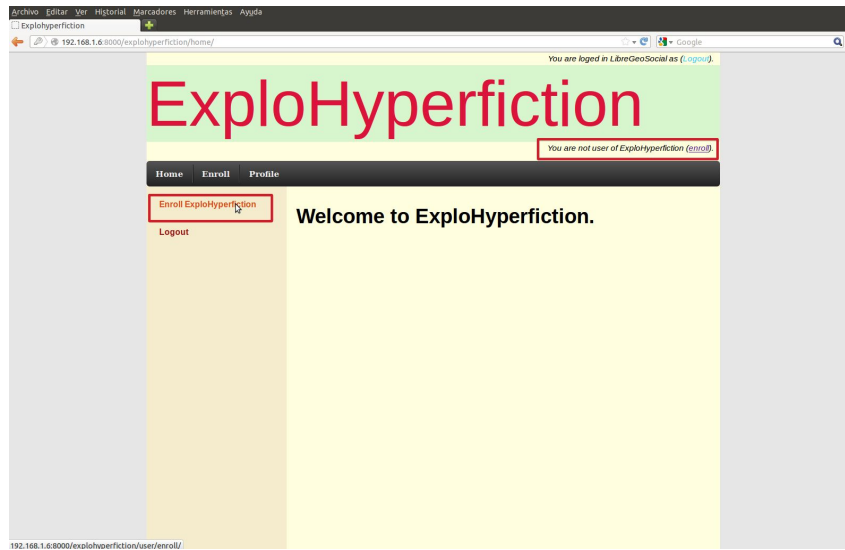 Archivo Editar Ver Historial Marcadores Herramientas Ayuda
Explohyperfiction
192.168.1.6:8000/explohyperfiction/home/
Google
You are loged in LibreGeoSocial as (Logout).
ExploHyperfiction
You are not user of ExploHyperfiction (enroll).
Home Enroll Profile
Enroll ExploHyperfiction
Welcome to ExploHyperfiction.
Logout
192.168.1.6:8000/explohyperfiction/user/enroll/